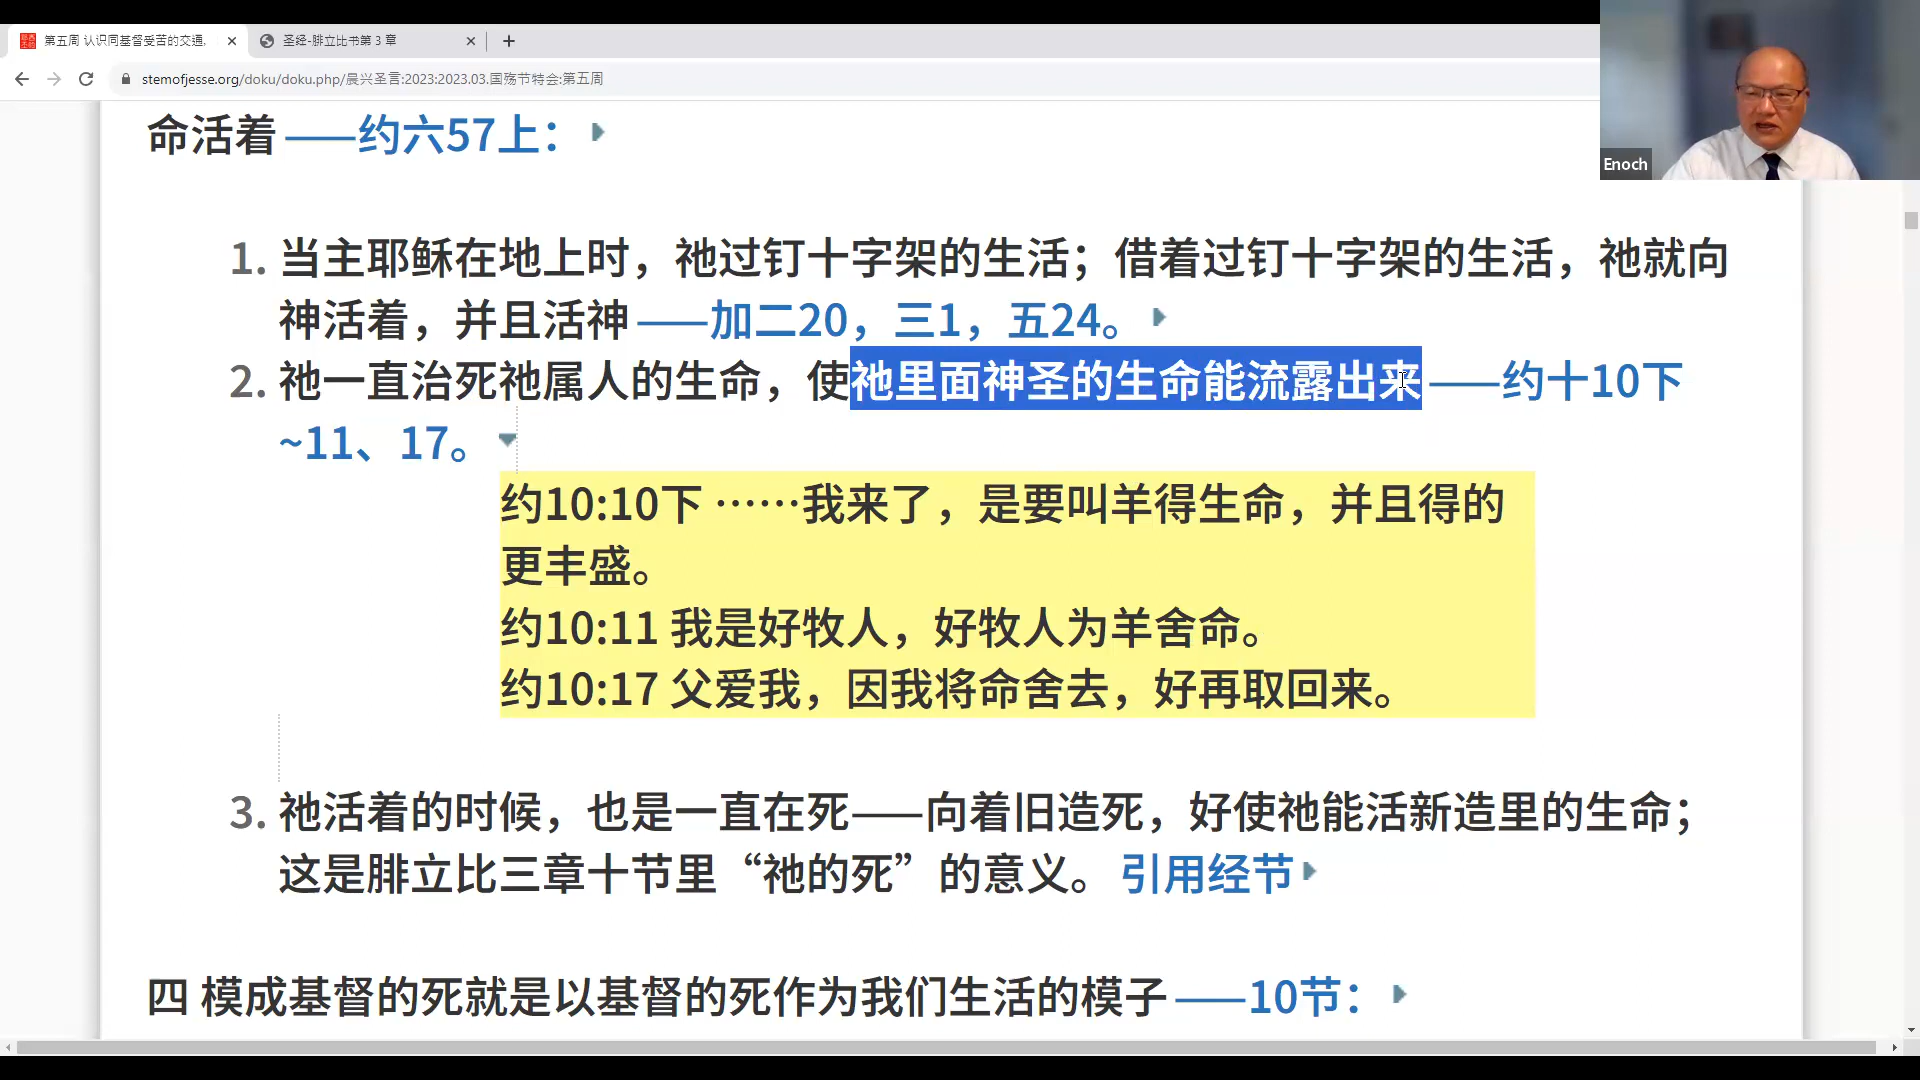 第五周 认识同基督受苦的交通,
圣经-腓立比书第 3 章
stemofjesse.org/doku/doku.php/晨兴圣言:2023:2023.03.国殇节特会:第五周
Enoch
命活着——约六57上：
1. 当主耶稣在地上时，祂过钉十字架的生活；借着过钉十字架的生活，祂就向
神活着，并且活神——加二20，三1，五24。
2. 祂一直治死祂属人的生命，使祂里面神圣的生命能流露出来——约十10下
~11、17。
约10:10下 ……我来了，是要叫羊得生命，并且得的
更丰盛。
约10:11 我是好牧人，好牧人为羊舍命。
约10:17 父爱我，因我将命舍去，好再取回来。
3. 祂活着的时候，也是一直在死——向着旧造死，好使祂能活新造里的生命；
这是腓立比三章十节里“祂的死”的意义。 引用经节
四 模成基督的死就是以基督的死作为我们生活的模子——10节：